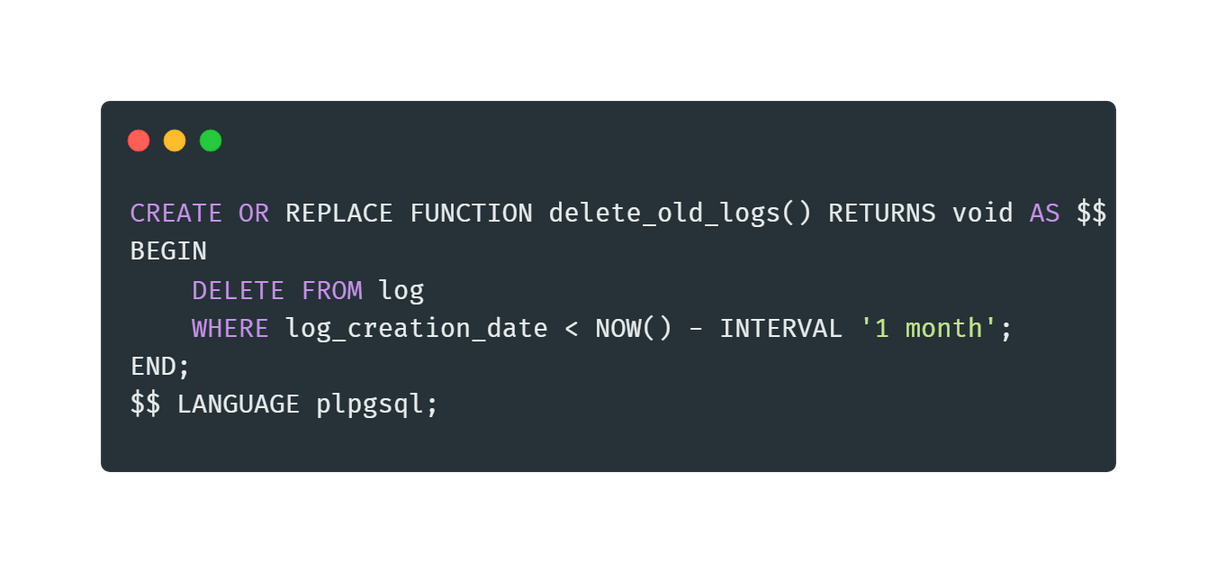 CREATE OR REPLACE FUNCTION delete_old_logs() RETURNS void AS $$
BEGIN
    DELETE FROM log
    WHERE log_creation_date < NOW() - INTERVAL '1 month';
END;
$$ LANGUAGE plpgsql;